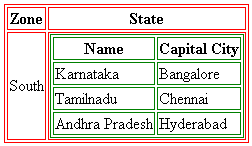 Zone State
Name Capital City
Karnataka Bangalore
South
Tamilnadu Chennai
Andhra Pradesh Hyderabad